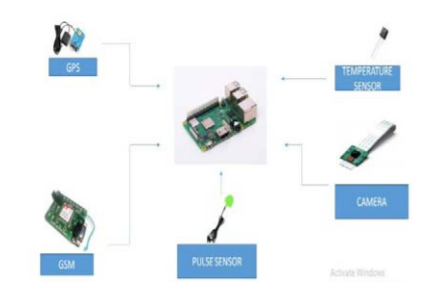 GPS
TEMPERATURE
SENSOR
CAMERA
GSM
PULSE SENSOR
Activate Windows